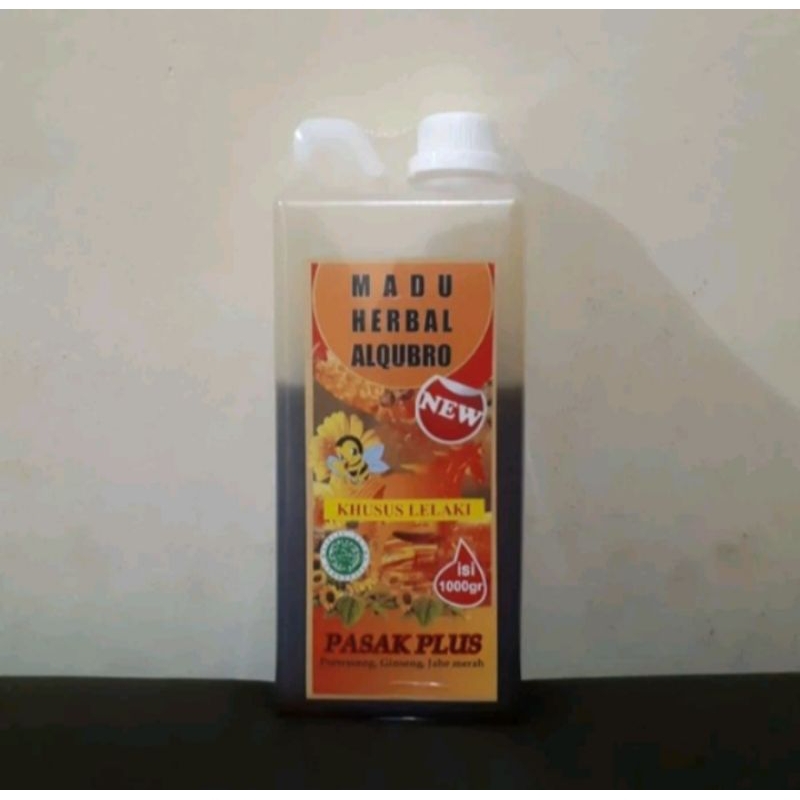 MADU
HERBAL
ALQUBRO
NEW
KHUSUS LELAKI
isi
1000gr
PASAK PLUS
Purwoceng, Ginseng, Jahe merah